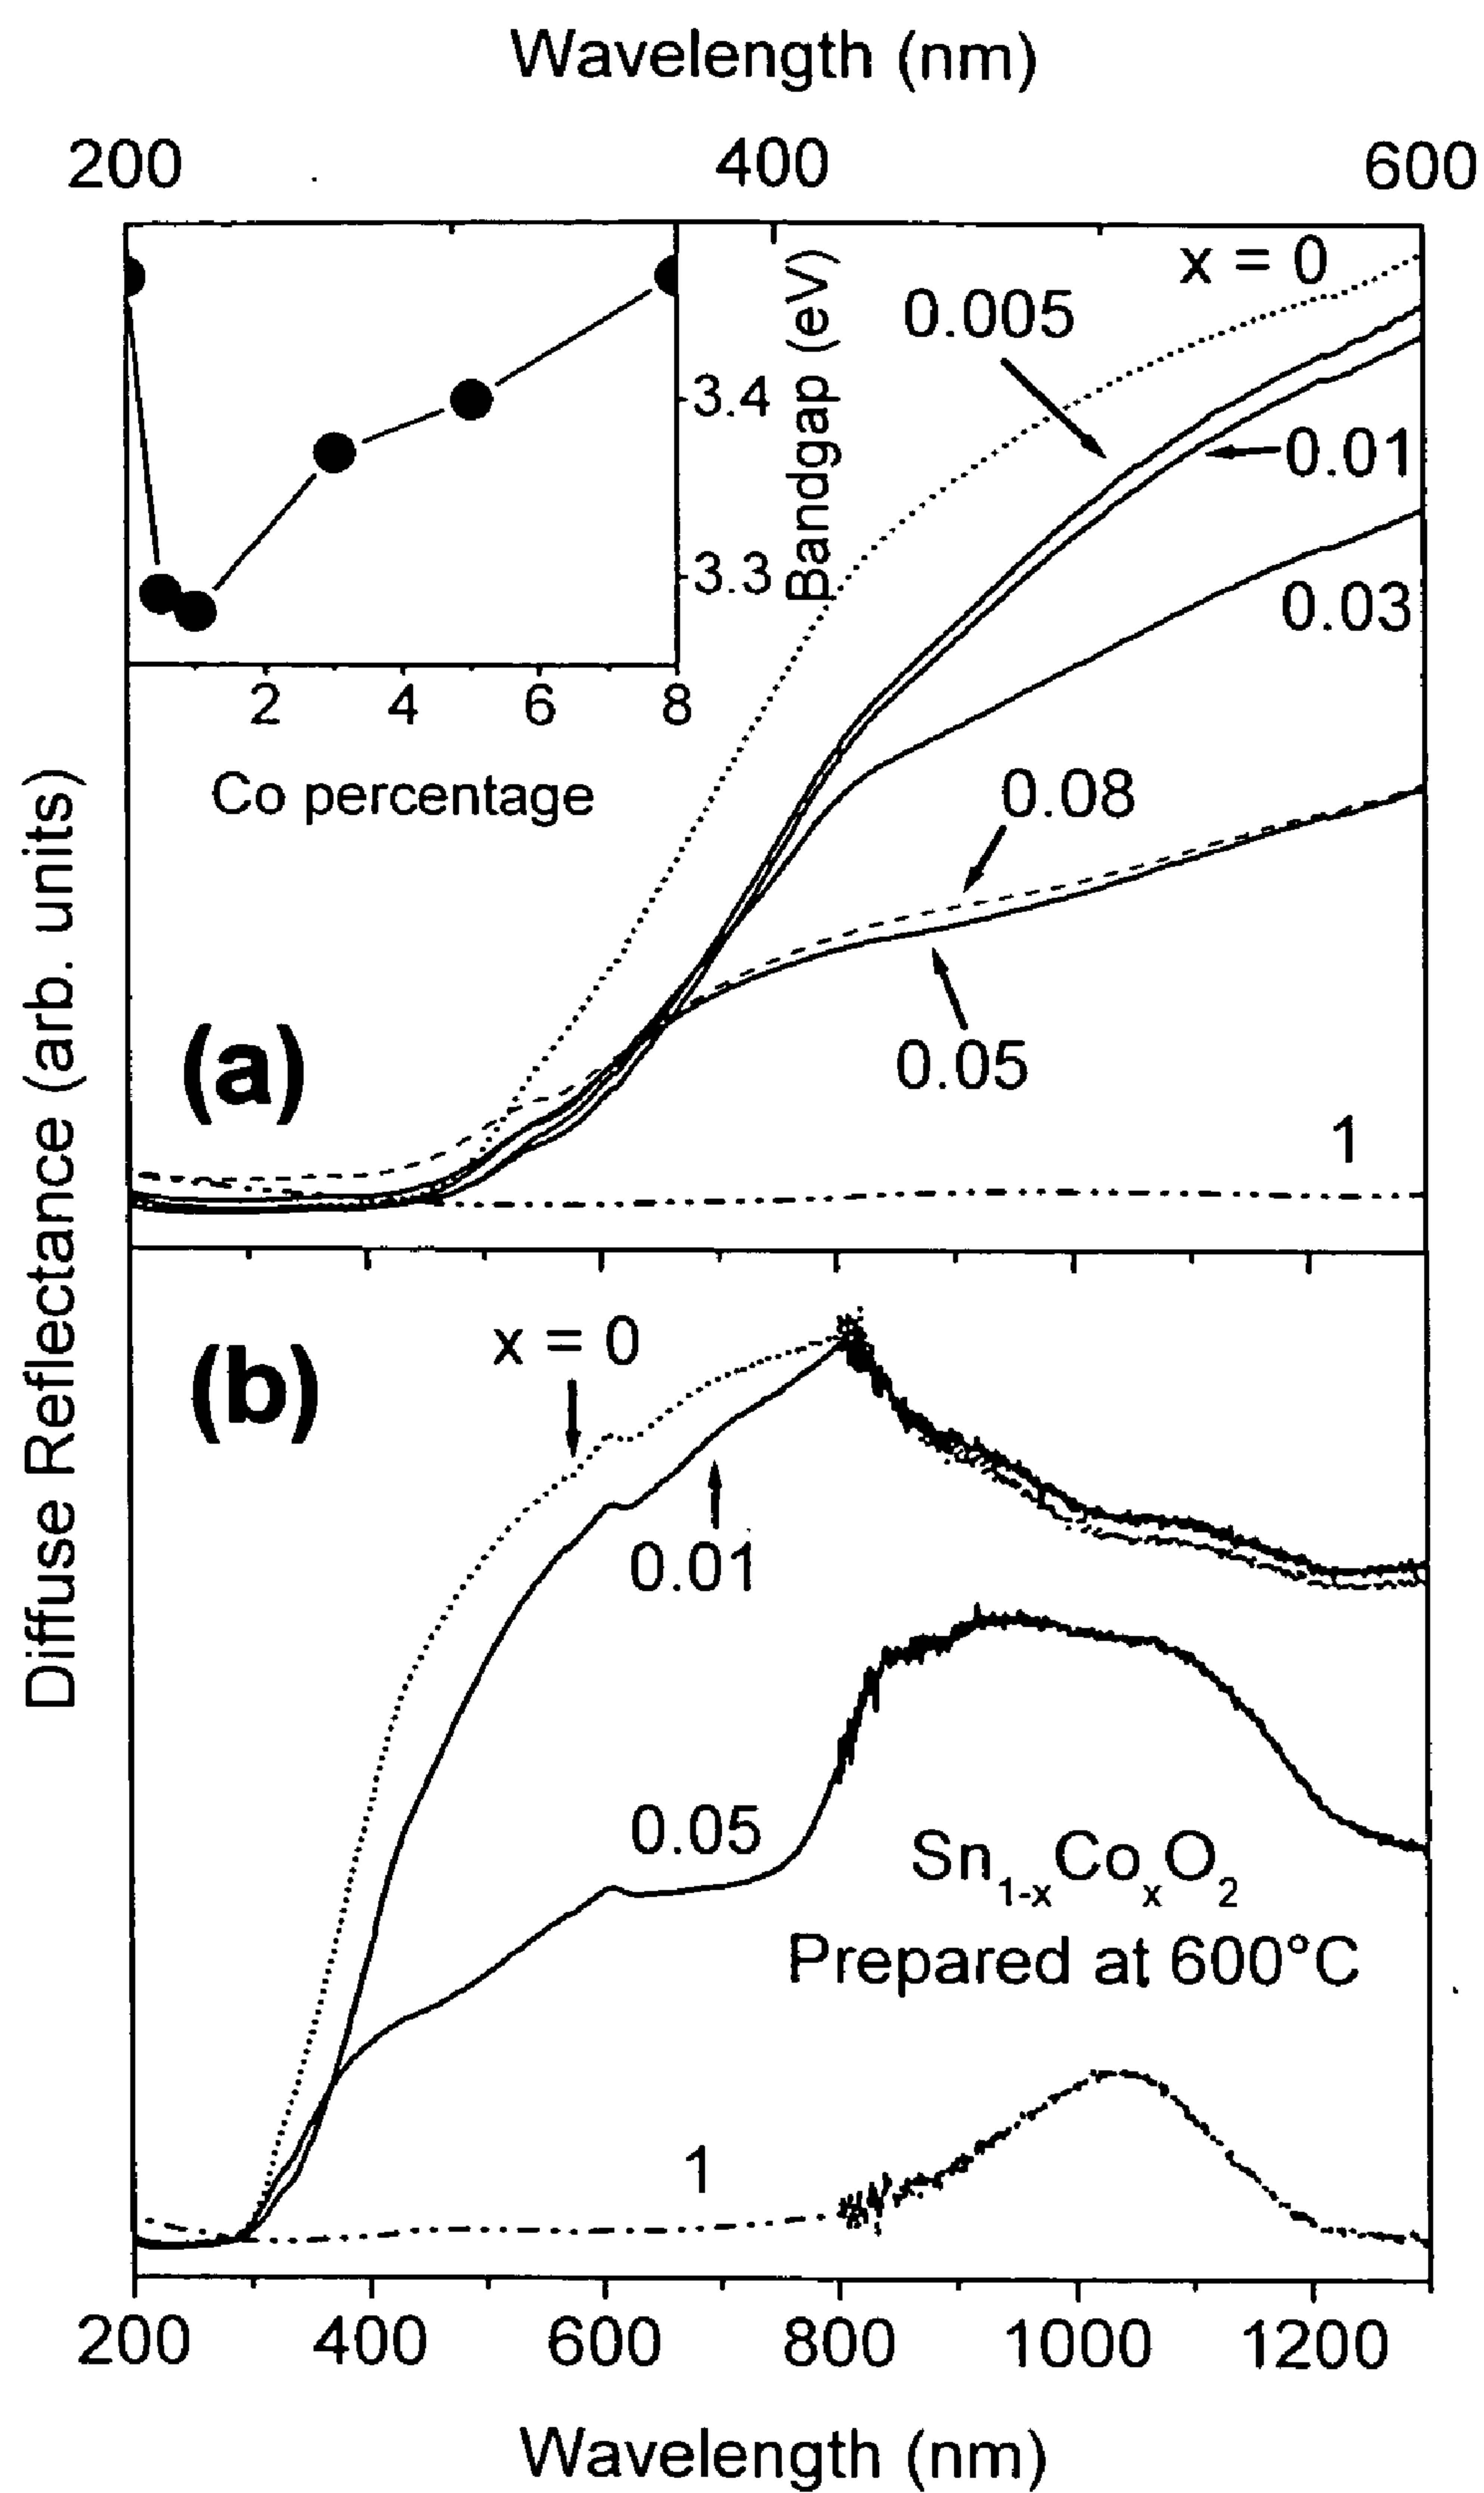 Wavelength (nm)
200 400 600
x = 0
0.005
Bandgap (eV)
3.4
0.01
3.3
0.03
2 4 6 8
0.08
Co percentage
(a)
0.05
1
Diffuse Reflectance (arb. units)
x = 0
(b)
0.01
0.05
Sn1-xCoxO2
Prepared at 600°C
1
200 400 600 800 1000 1200
Wavelength (nm)